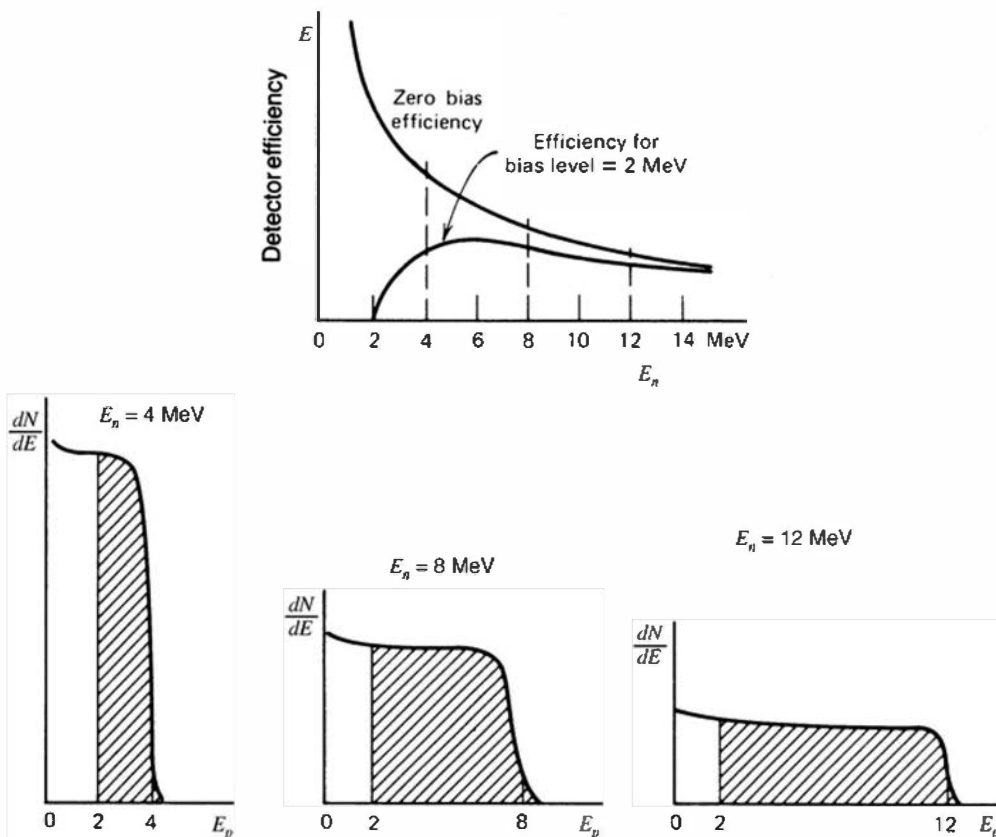 E
Detector efficiency
Zero bias
efficiency
Efficiency for
bias level = 2 MeV
0 2 4 6 8 10 12 14 MeV
E_n
dN/dE
E_n = 4 MeV
0 2 4 E_p
E_n = 8 MeV
dN/dE
0 2 8 E_p
E_n = 12 MeV
dN/dE
0 2 12 E_p